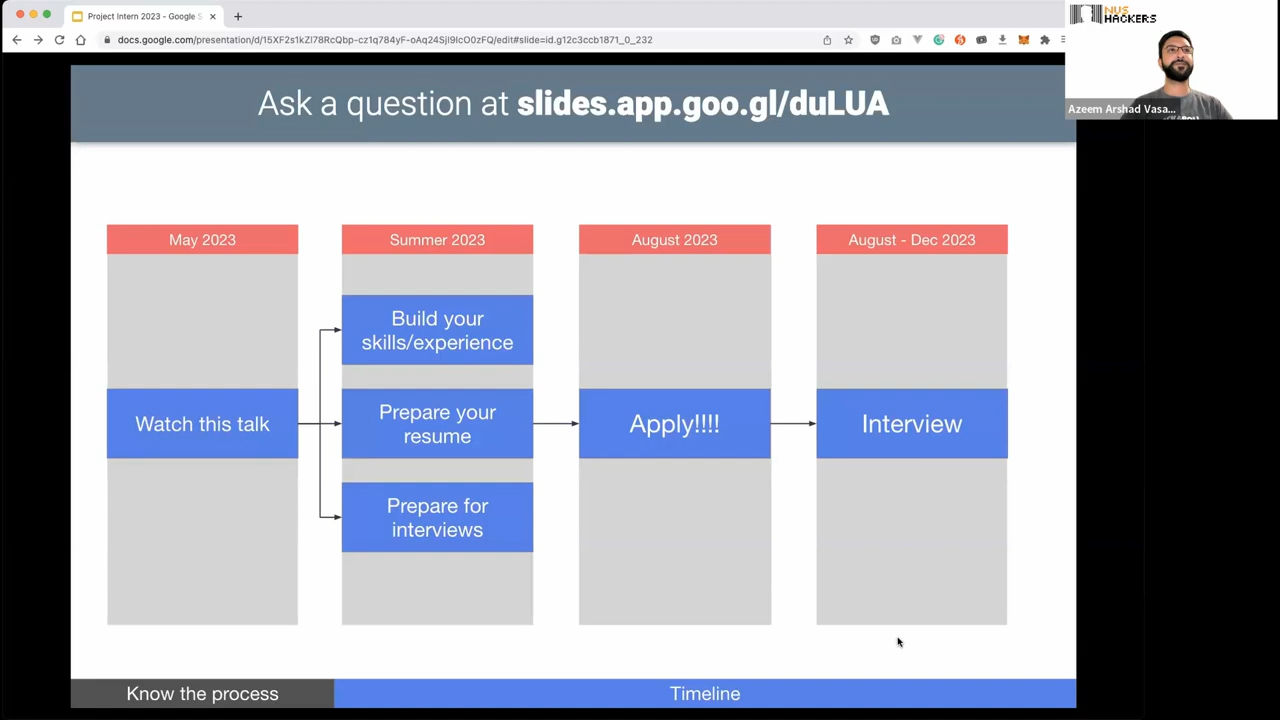 Project Intern 2023 - Google S
docs.google.com/presentation/d/15XF2s1kZl78RcQbp-cz1q784yF-oAq24SjI9IcO0zFQ/edit#slide=id.g12c3ccb1871_0_232
NUS
HACKERS
Azeem Arshad Vasa...
Ask a question at slides.app.goo.gl/duLUA
May 2023
Summer 2023
August 2023
August - Dec 2023
Build your
skills/experience
Watch this talk
Prepare your
resume
Apply!!!!
Interview
Prepare for
interviews
Know the process
Timeline